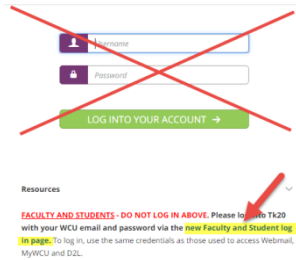 Username
Password
LOG INTO YOUR ACCOUNT →
Resources
FACULTY AND STUDENTS - DO NOT LOG IN ABOVE. Please log into Tk20
with your WCU email and password via the new Faculty and Student log
in page. To log in, use the same credentials as those used to access Webmail,
MyWCU and D2L.